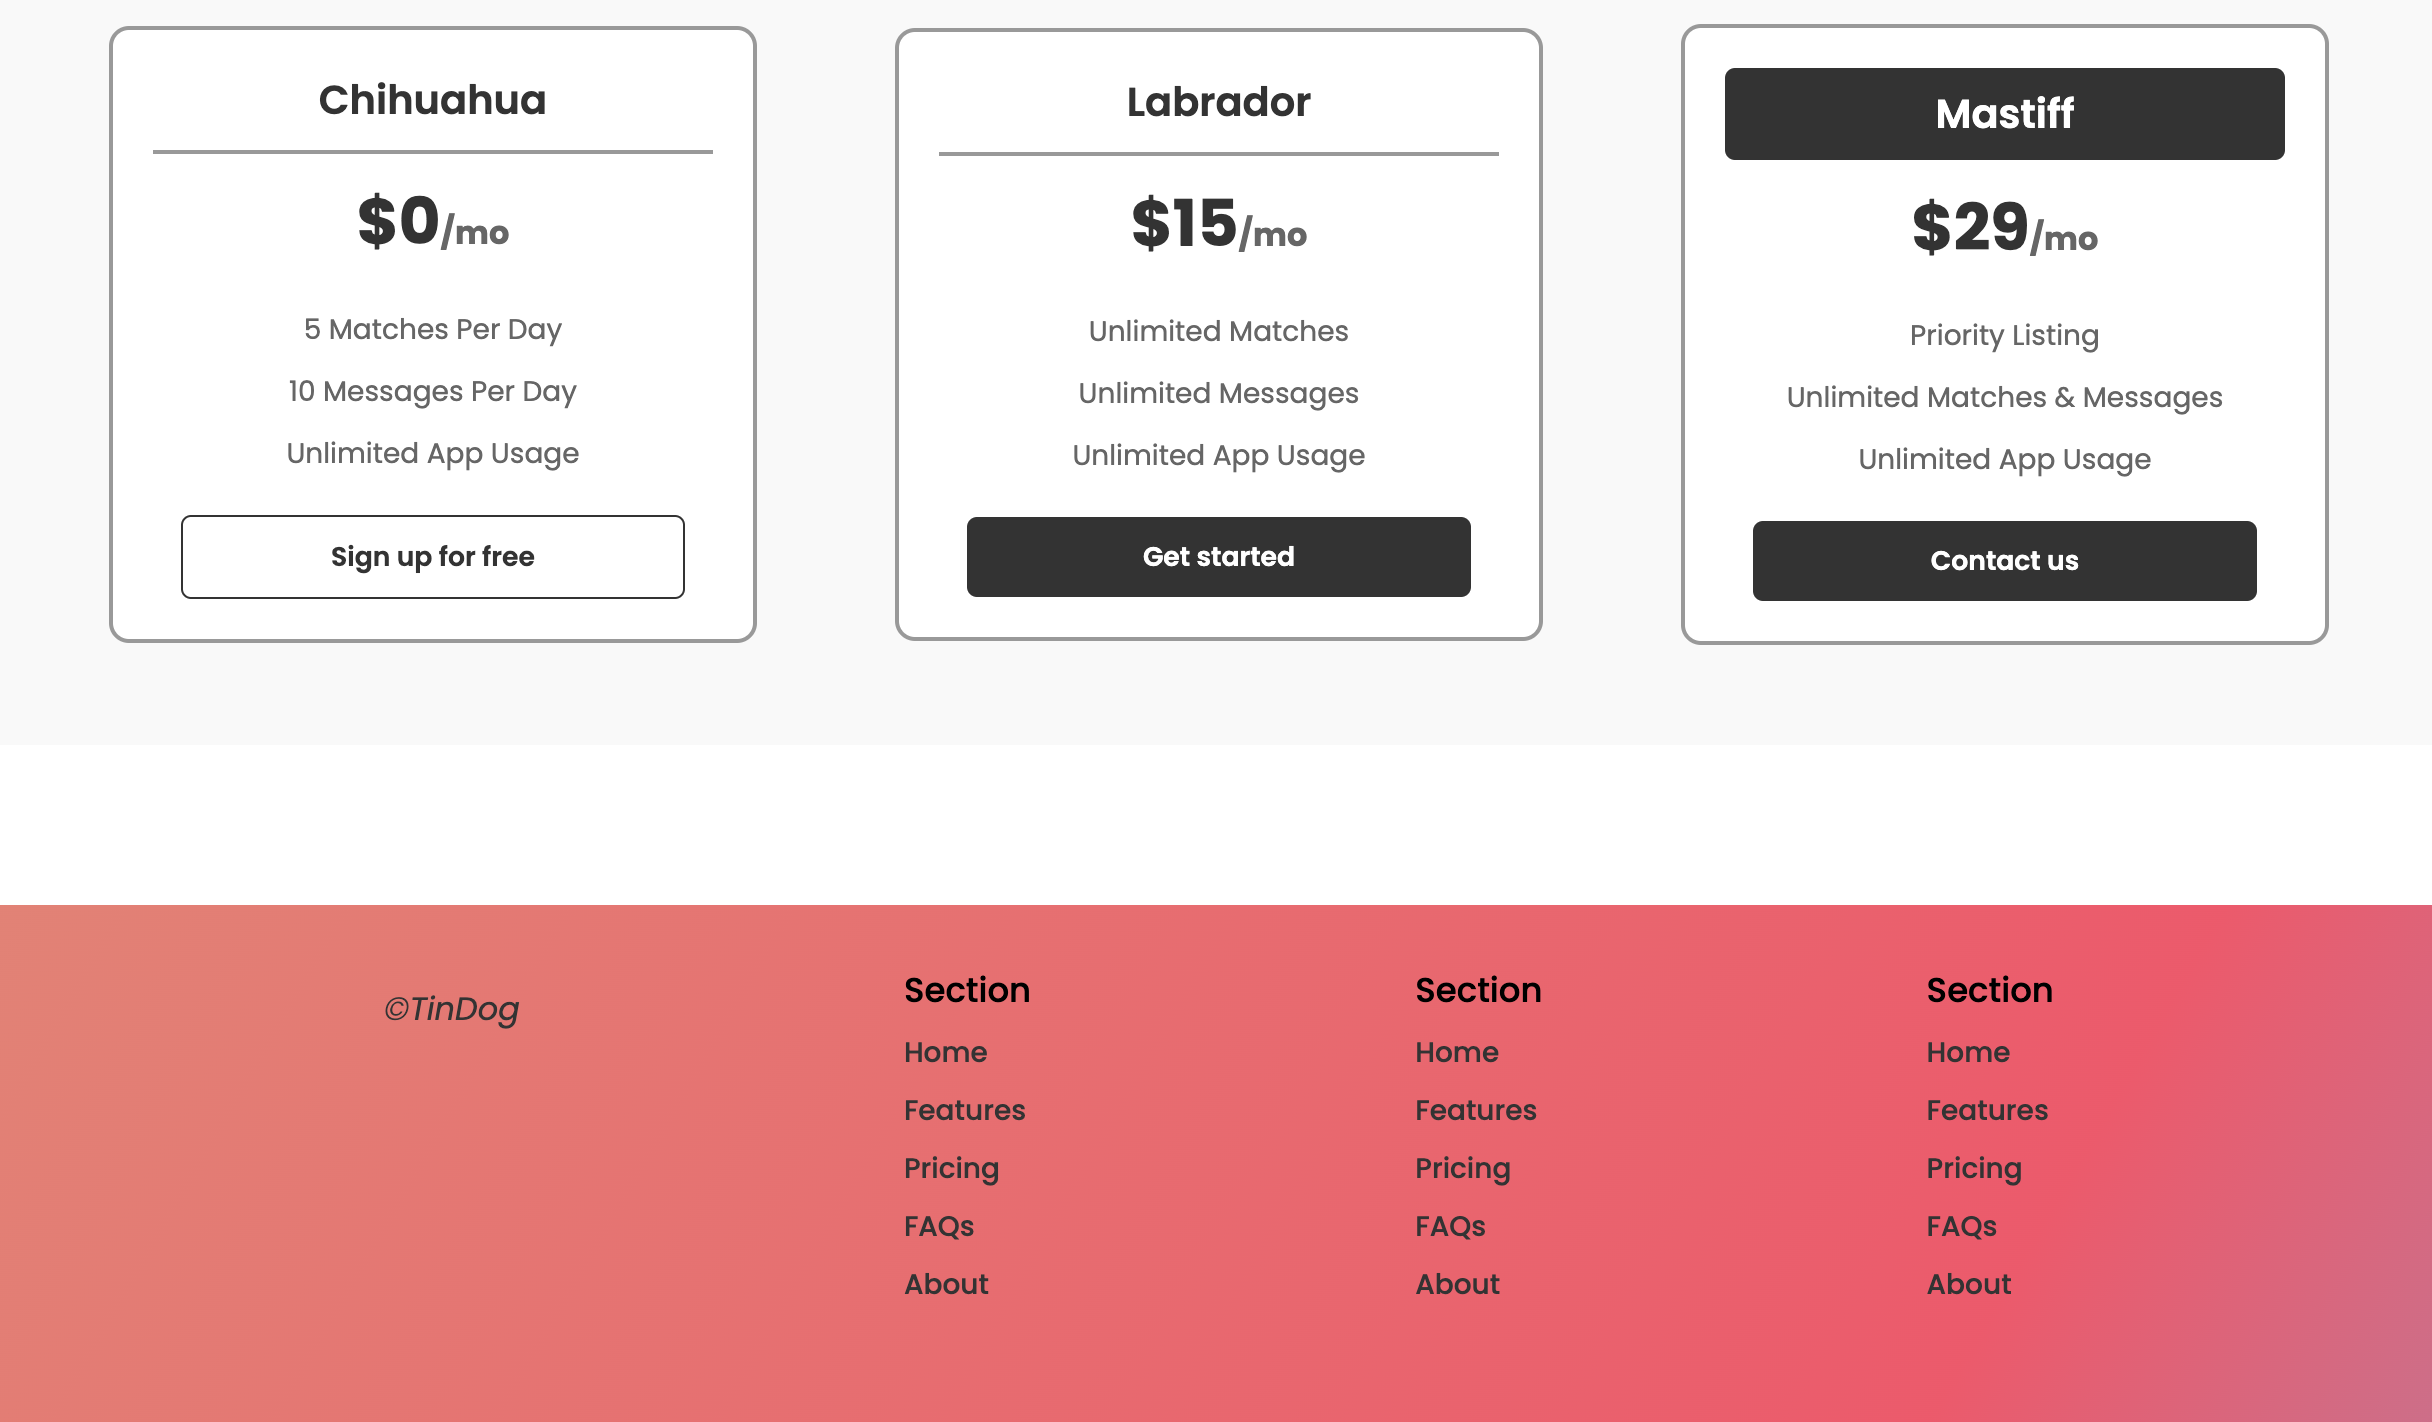 Chihuahua
$0/mo
5 Matches Per Day
10 Messages Per Day
Unlimited App Usage
Sign up for free
Labrador
$15/mo
Unlimited Matches
Unlimited Messages
Unlimited App Usage
Get started
Mastiff
$29/mo
Priority Listing
Unlimited Matches & Messages
Unlimited App Usage
Contact us
©TinDog
Section
Home
Features
Pricing
FAQs
About
Section
Home
Features
Pricing
FAQs
About
Section
Home
Features
Pricing
FAQs
About